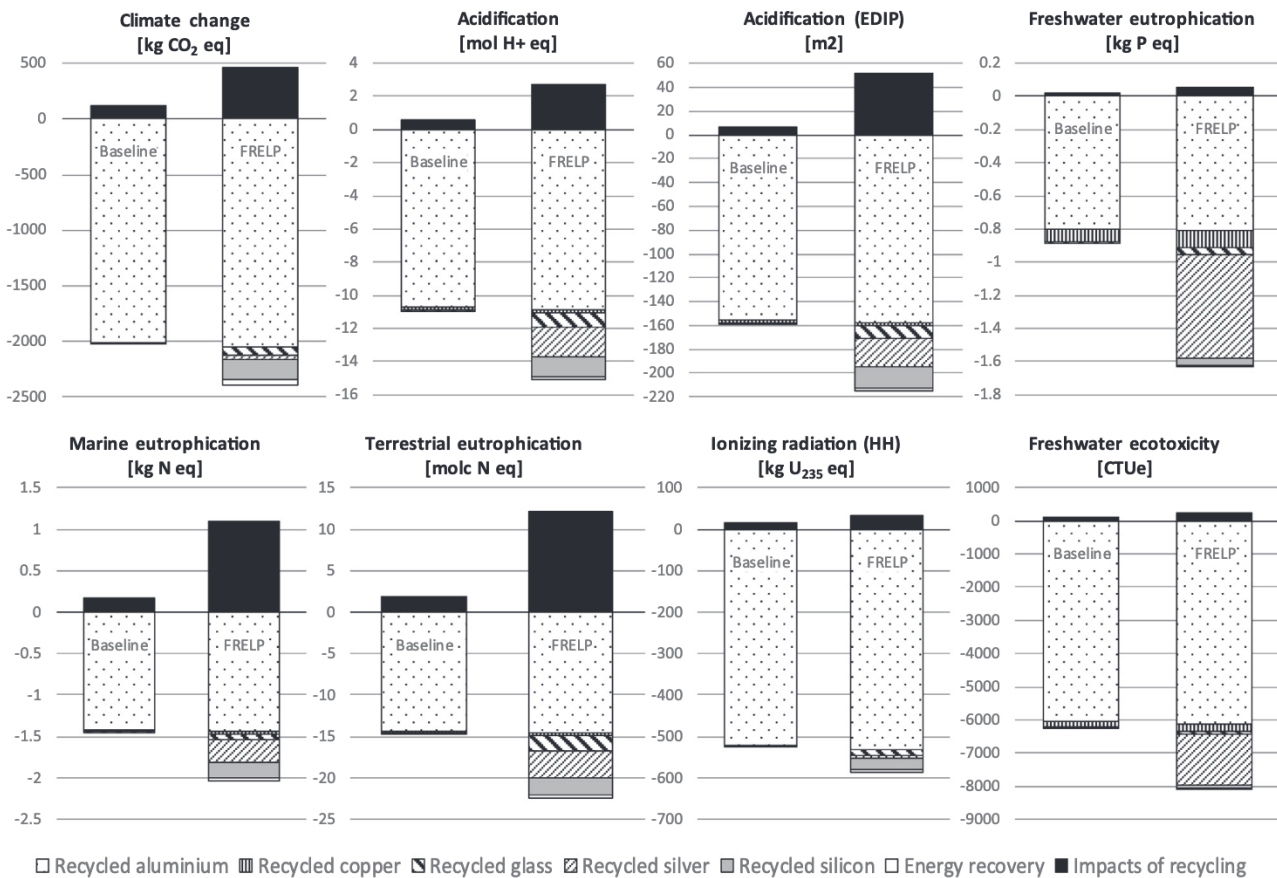 Climate change
[kg CO₂ eq]
500
0
-500
-1000
-1500
-2000
-2500
Baseline
FRELP
Acidification
[mol H+ eq]
4
2
0
-2
-4
-6
-8
-10
-12
-14
-16
Baseline
FRELP
Acidification (EDIP)
[m2]
60
40
20
0
-20
-40
-60
-80
-100
-120
-140
-160
-180
-200
-220
Baseline
FRELP
Freshwater eutrophication
[kg P eq]
0.2
0
-0.2
-0.4
-0.6
-0.8
-1
-1.2
-1.4
-1.6
-1.8
Baseline
FRELP
Marine eutrophication
[kg N eq]
1.5
1
0.5
0
-0.5
-1
-1.5
-2
-2.5
Baseline
FRELP
Terrestrial eutrophication
[molc N eq]
15
10
5
0
-5
-10
-15
-20
-25
Baseline
FRELP
Ionizing radiation (HH)
[kg U₂₃₅ eq]
100
0
-100
-200
-300
-400
-500
-600
-700
Baseline
FRELP
Freshwater ecotoxicity
[CTUe]
1000
0
-1000
-2000
-3000
-4000
-5000
-6000
-7000
-8000
-9000
Baseline
FRELP
Recycled aluminium Recycled copper Recycled glass Recycled silver Recycled silicon Energy recovery Impacts of recycling